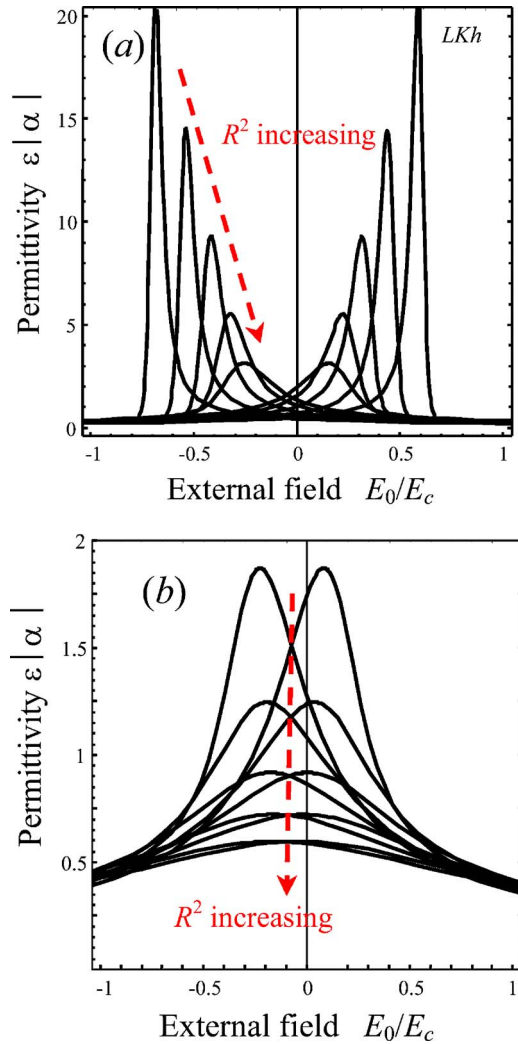 20
(a)
LKh
R² increasing
15
10
5
0
Permittivity ε | α |
-1 -0.5 0 0.5 1
External field E₀/E_c
2
(b)
1.5
1
0.5
Permittivity ε | α |
R² increasing
-1 -0.5 0 0.5 1
External field E₀/E_c